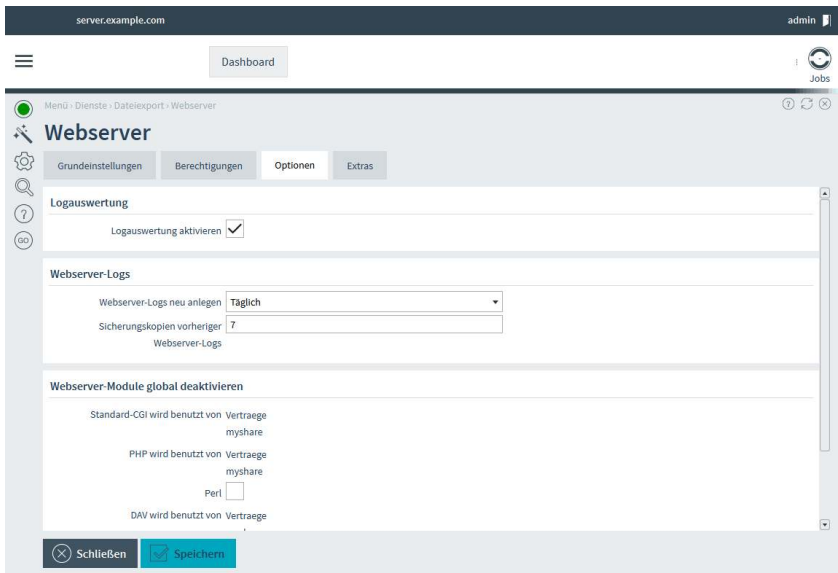 server.example.com
admin
Dashboard
Jobs
Menü › Dienste › Dateiexport › Webserver
Webserver
Grundeinstellungen
Berechtigungen
Optionen
Extras
Logauswertung
Logauswertung aktivieren
Webserver-Logs
Webserver-Logs neu anlegen Täglich
Sicherungskopien vorheriger 7
Webserver-Logs
Webserver-Module global deaktivieren
Standard-CGI wird benutzt von Vertraege
myshare
PHP wird benutzt von Vertraege
myshare
Perl
DAV wird benutzt von Vertraege
GO
Schließen
Speichern